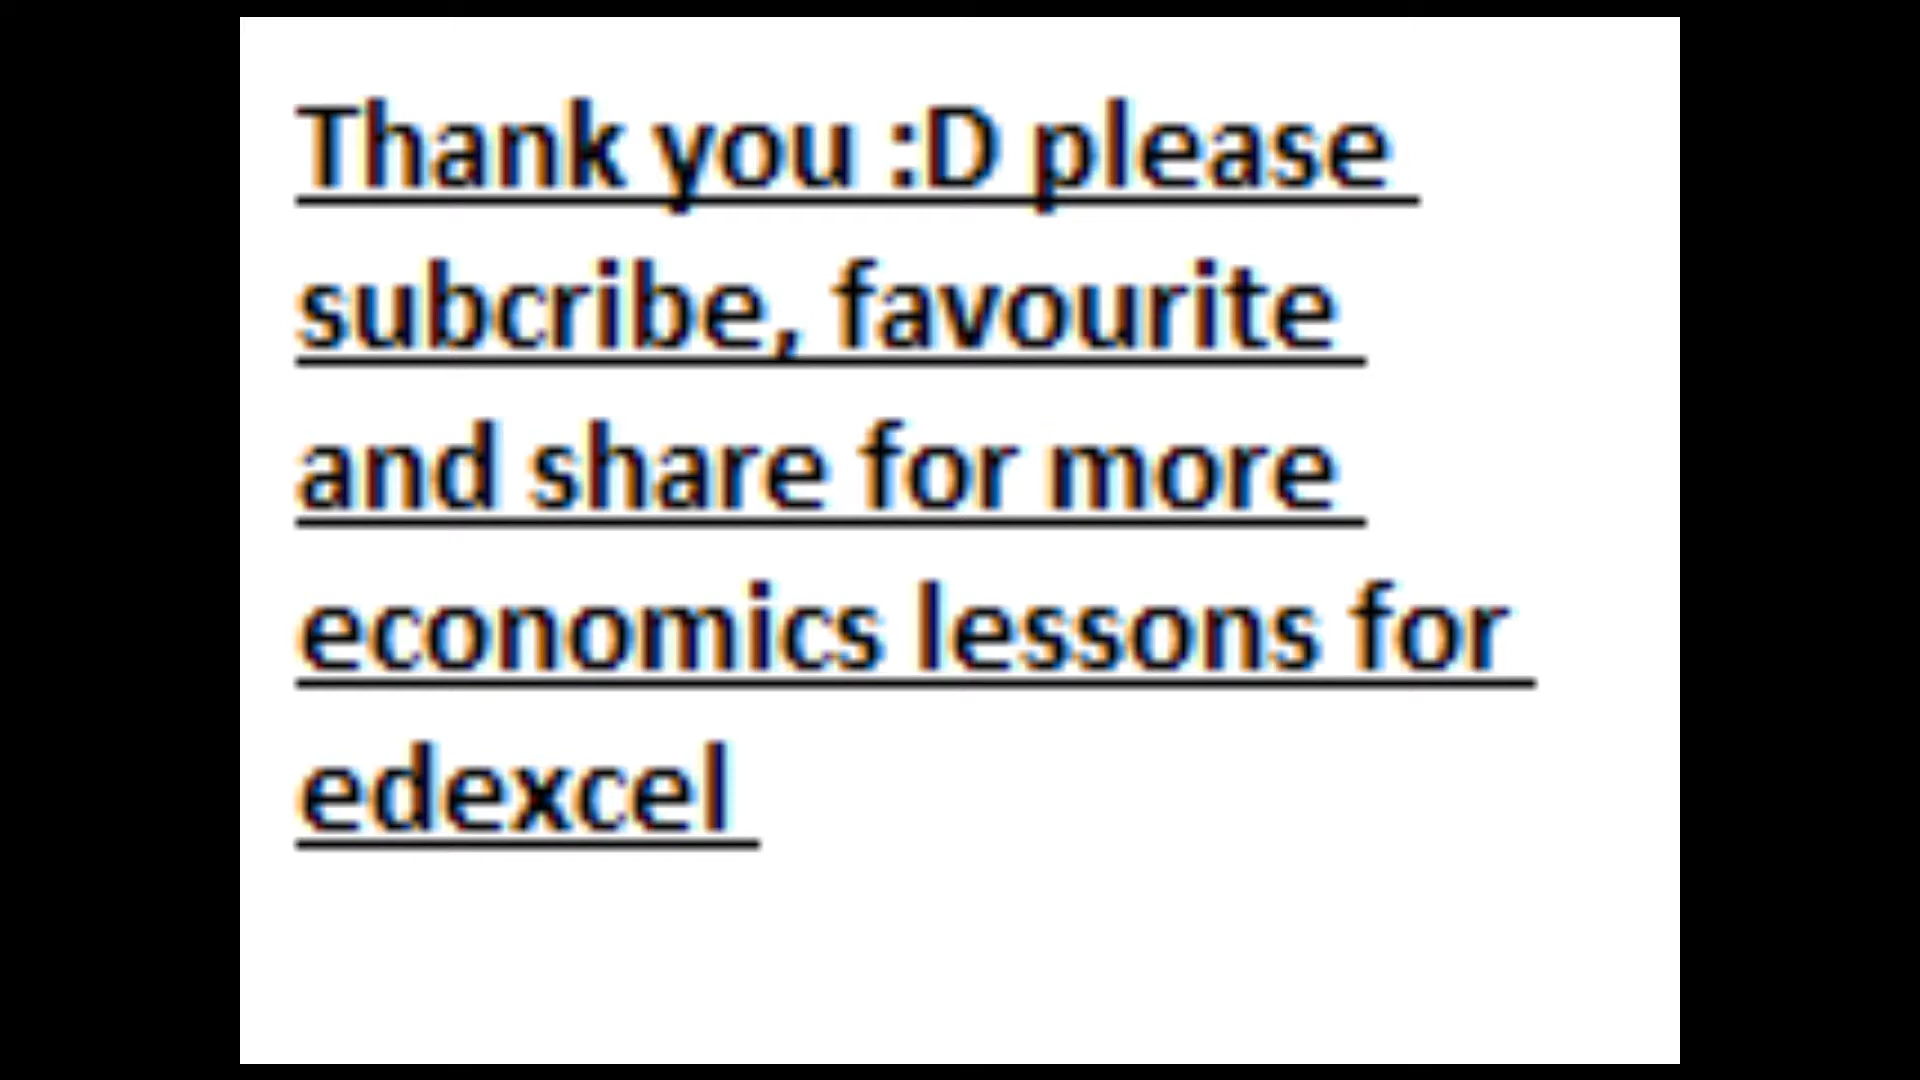 Thank you :D please
subcribe, favourite
and share for more
economics lessons for
edexcel